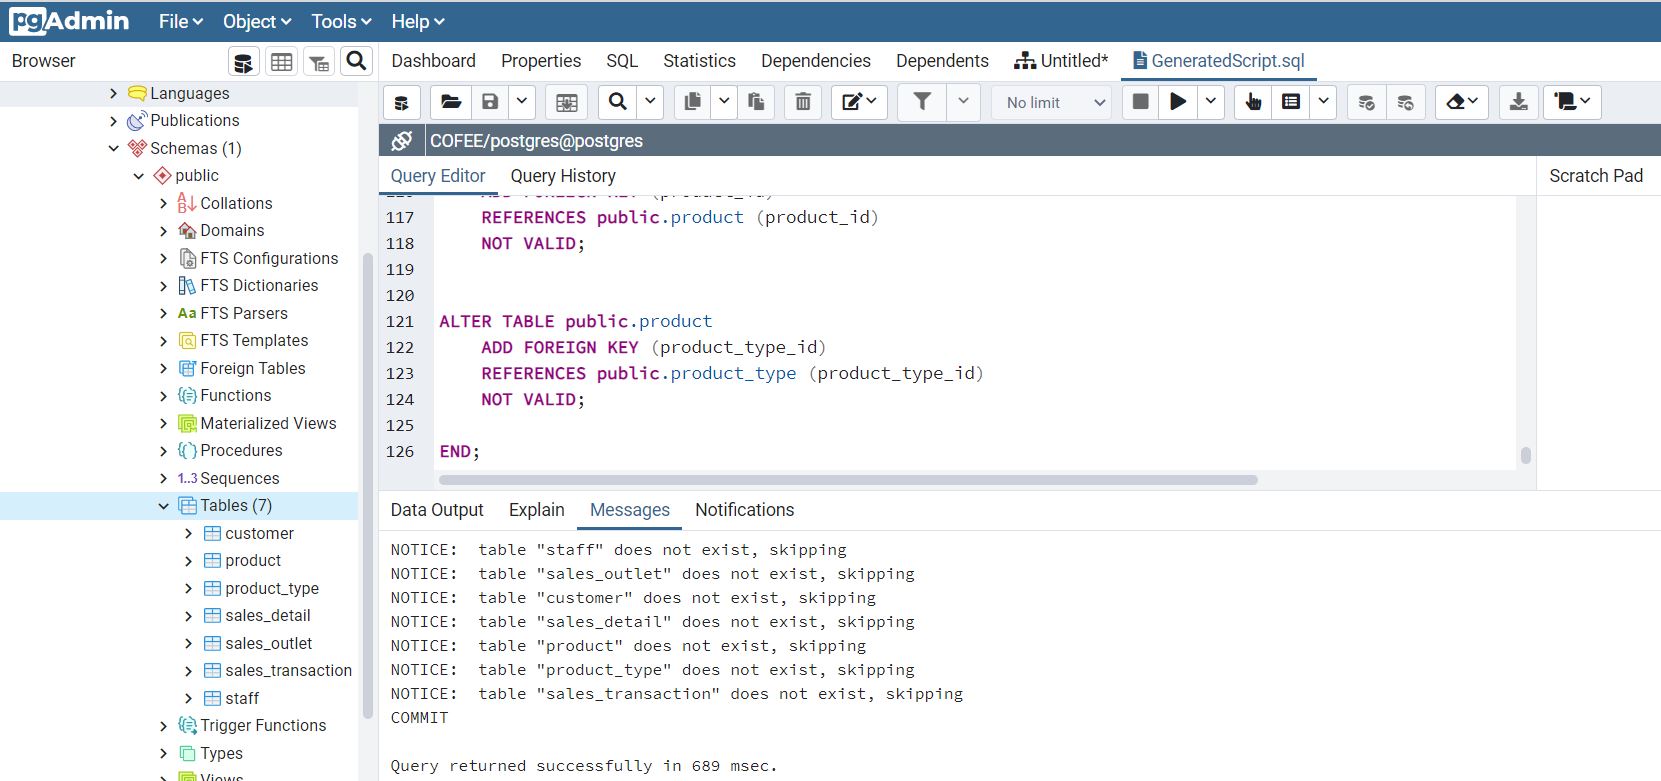 pgAdmin File Object Tools Help
Browser
Dashboard Properties SQL Statistics Dependencies Dependents Untitled* GeneratedScript.sql
No limit
COFEE/postgres@postgres
Query Editor Query History
Scratch Pad
Languages
Publications
Schemas (1)
public
Collations
Domains
FTS Configurations
FTS Dictionaries
Aa FTS Parsers
FTS Templates
Foreign Tables
Functions
Materialized Views
Procedures
1..3 Sequences
Tables (7)
customer
product
product_type
sales_detail
sales_outlet
sales_transaction
staff
Trigger Functions
Types
Views
116 ADD FOREIGN KEY (product_id)
117 REFERENCES public.product (product_id)
118 NOT VALID;
119
120
121 ALTER TABLE public.product
122 ADD FOREIGN KEY (product_type_id)
123 REFERENCES public.product_type (product_type_id)
124 NOT VALID;
125
126 END;
Data Output Explain Messages Notifications
NOTICE: table "staff" does not exist, skipping
NOTICE: table "sales_outlet" does not exist, skipping
NOTICE: table "customer" does not exist, skipping
NOTICE: table "sales_detail" does not exist, skipping
NOTICE: table "product" does not exist, skipping
NOTICE: table "product_type" does not exist, skipping
NOTICE: table "sales_transaction" does not exist, skipping
COMMIT
Query returned successfully in 689 msec.